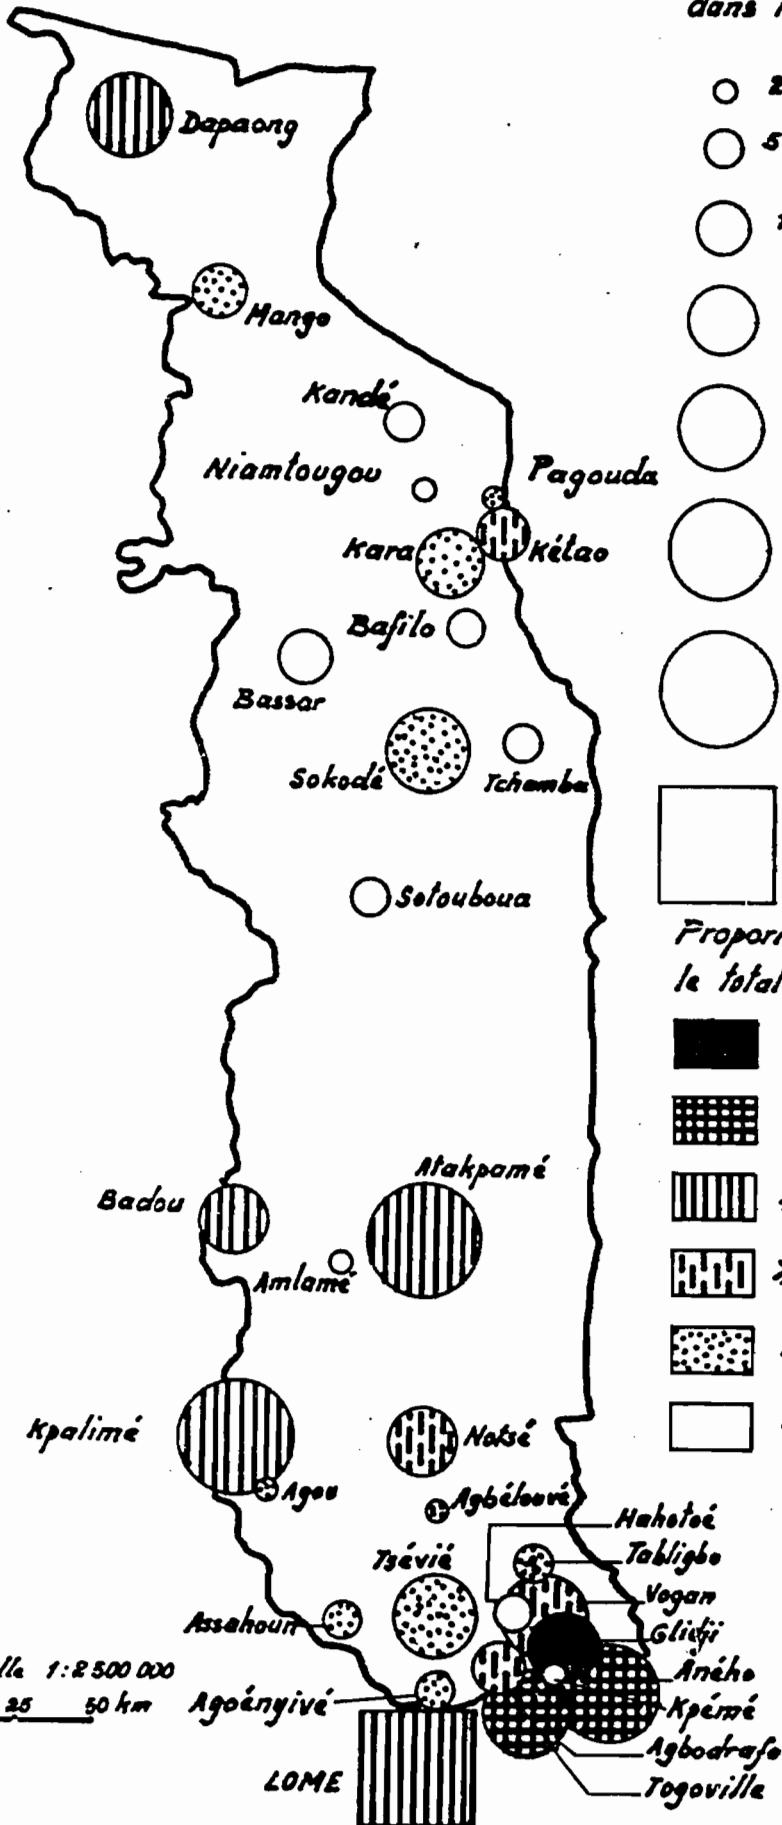 dans
Dapaong
Mango
Kandé
Niamtougou
Pagouda
Kara
Kétao
Bafilo
Bassar
Sokodé
Tchamba
Sotouboua
Propor
le total
Badou
Atakpamé
Amlamé
Kpalimé
Notsé
Agou
Agbélouvé
Hahotoé
Tabligbo
Tsévié
Vogan
Assahoun
Glidji
Aného
1:2 500 000
25 50 km
Agoényivé
Kpémé
Agbodrafo
LOME
Togoville